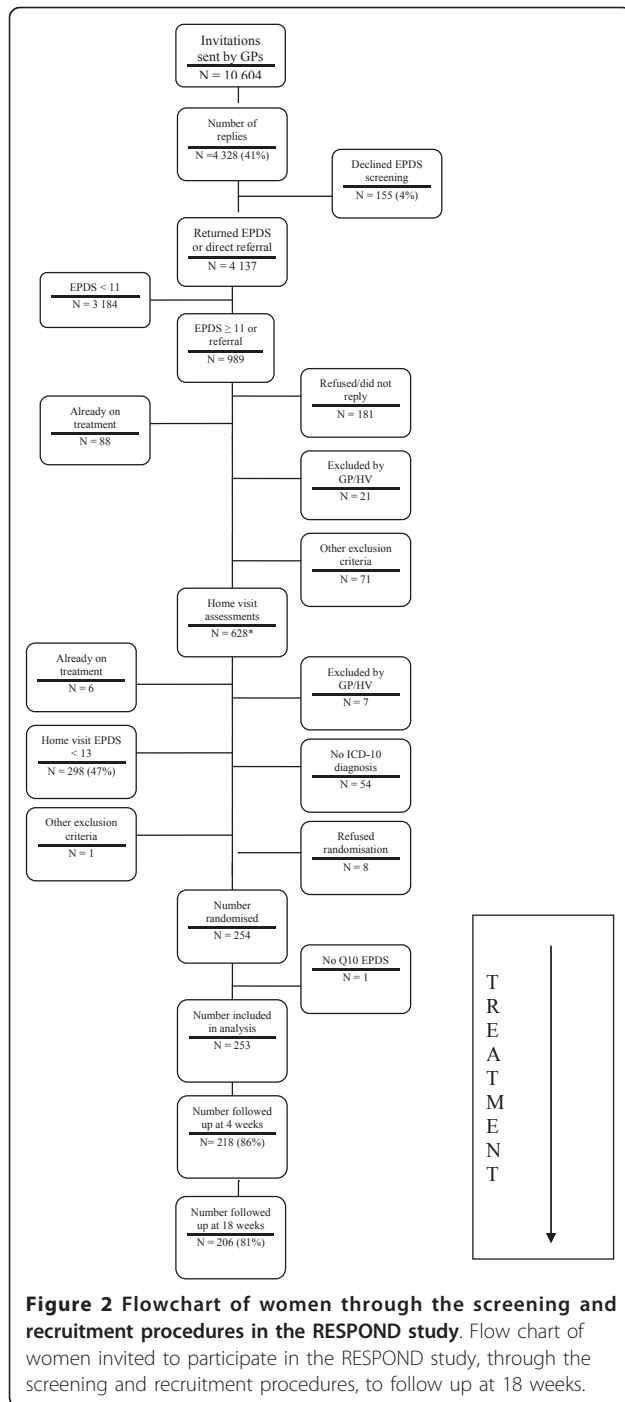 Invitations
sent by GPs
N = 10 604
Number of
replies
N =4 328 (41%)
Declined EPDS
screening
N = 155 (4%)
Returned EPDS
or direct referral
N = 4 137
EPDS < 11
N = 3 184
EPDS ≥ 11 or
referral
N = 989
Refused/did not
reply
N = 181
Already on
treatment
N = 88
Excluded by
GP/HV
N = 21
Other exclusion
criteria
N = 71
Home visit
assessments
N = 628*
Already on
treatment
N = 6
Excluded by
GP/HV
N = 7
Home visit EPDS
< 13
N = 298 (47%)
No ICD-10
diagnosis
N = 54
Other exclusion
criteria
N = 1
Refused
randomisation
N = 8
Number
randomised
N = 254
No Q10 EPDS
N = 1
Number included
in analysis
N = 253
Number followed
up at 4 weeks
N= 218 (86%)
Number followed
up at 18 weeks
N = 206 (81%)
T
R
E
A
T
M
E
N
T
Figure 2 Flowchart of women through the screening and
recruitment procedures in the RESPOND study. Flow chart of
women invited to participate in the RESPOND study, through the
screening and recruitment procedures, to follow up at 18 weeks.